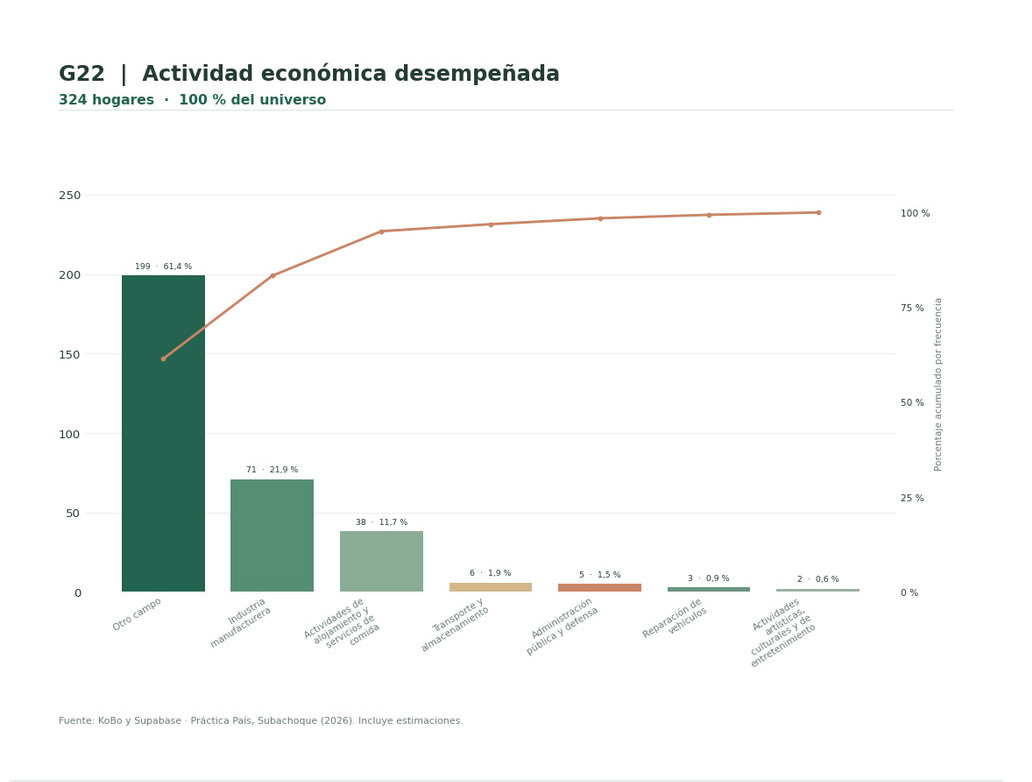 G22 | Actividad económica desempeñada
324 hogares · 100 % del universo
250
200
150
100
50
0
199 · 61,4 %
71 · 21,9 %
38 · 11,7 %
6 · 1,9 %
5 · 1,5 %
3 · 0,9 %
2 · 0,6 %
100 %
75 %
50 %
25 %
0 %
Porcentaje acumulado por frecuencia
Otro campo
Industria
manufacturera
Actividades de
alojamiento y
servicios de
comida
Transporte y
almacenamiento
Administración
pública y defensa
Reparación de
vehículos
Actividades
artísticas,
culturales y de
entretenimiento
Fuente: KoBo y Supabase · Práctica País, Subachoque (2026). Incluye estimaciones.